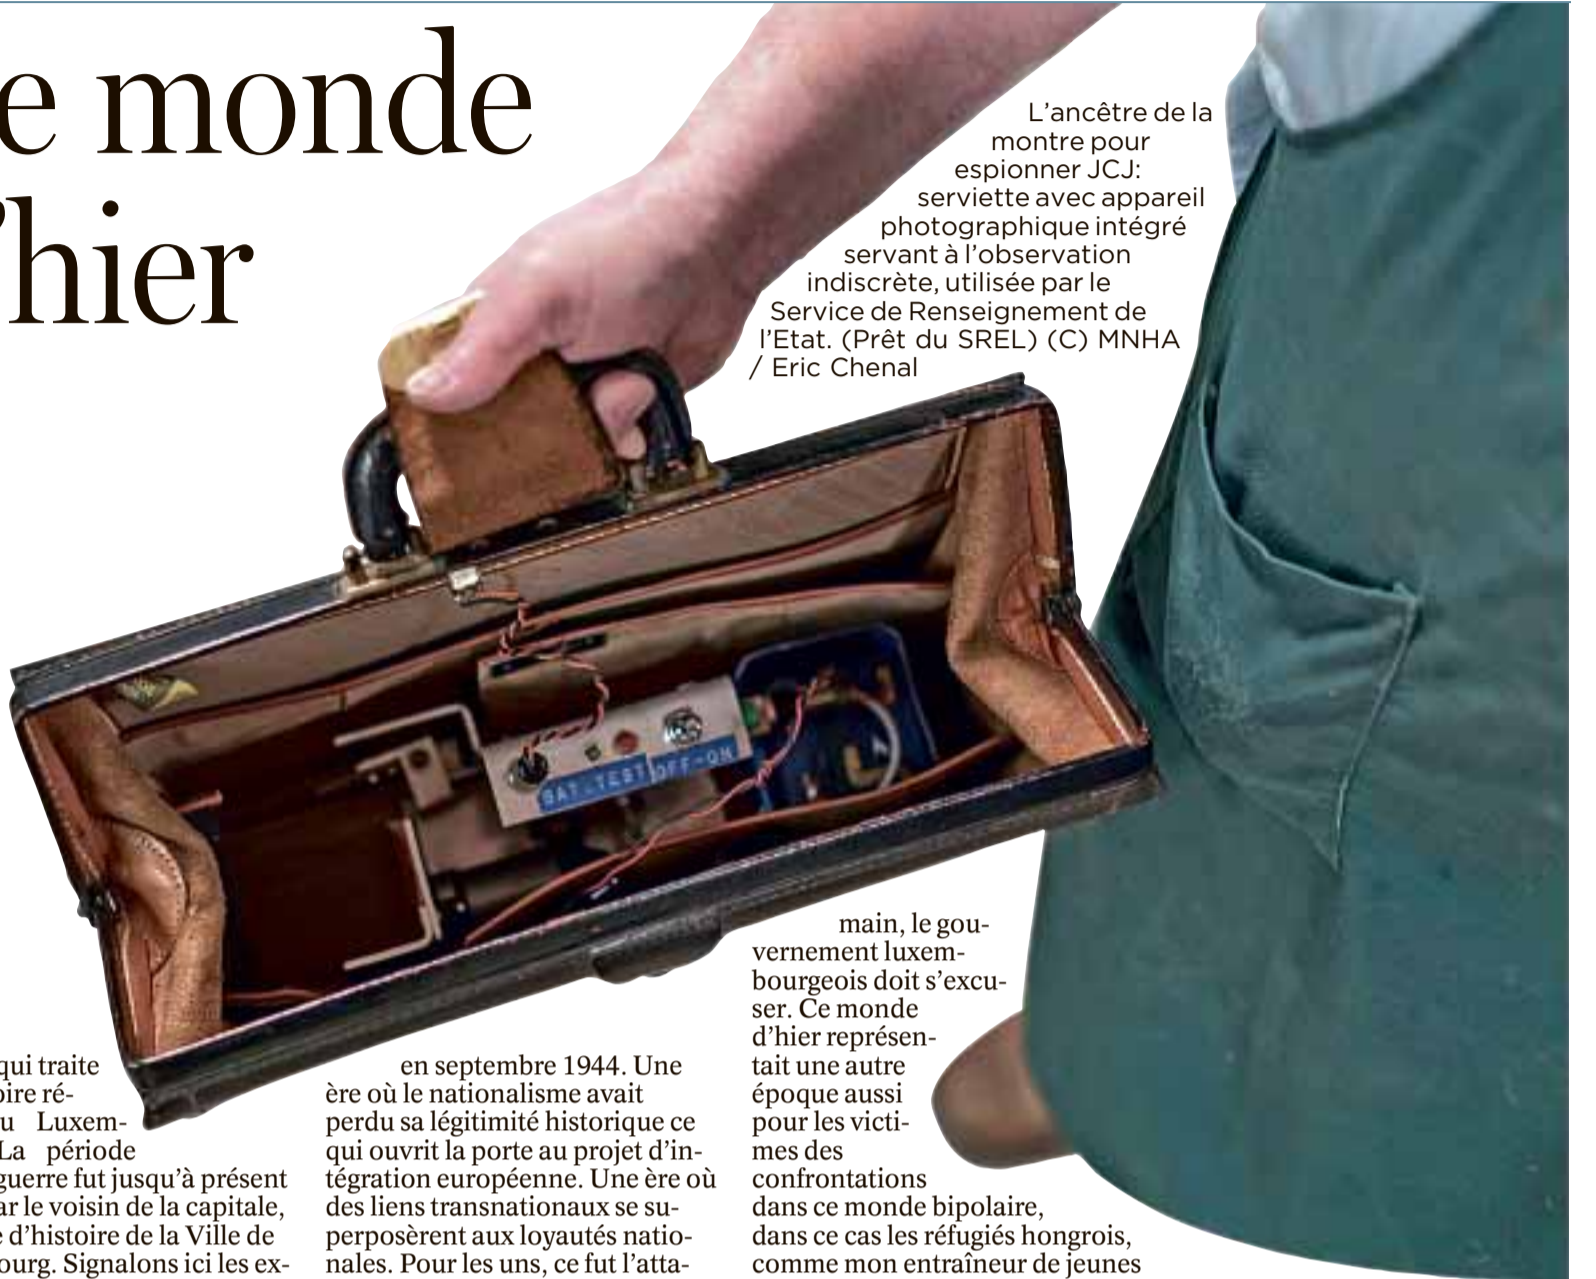 e monde
'hier
L'ancêtre de la
montre pour
espionner JCJ:
serviette avec appareil
photographique intégré
servant à l'observation
indiscrète, utilisée par le
Service de Renseignement de
l'Etat. (Prêt du SREL) (C) MNHA
/ Eric Chenal
BAT.-TEST OFF-ON
qui traite
oire ré-
u Luxem-
La période
guerre fut jusqu'à présent
ar le voisin de la capitale,
e d'histoire de la Ville de
ourg. Signalons ici les ex-
en septembre 1944. Une
ère où le nationalisme avait
perdu sa légitimité historique ce
qui ouvrit la porte au projet d'in-
tégration européenne. Une ère où
des liens transnationaux se su-
perposèrent aux loyautés natio-
nales. Pour les uns, ce fut l'atta-
main, le gou-
vernement luxem-
bourgeois doit s'excu-
ser. Ce monde
d'hier représen-
tait une autre
époque aussi
pour les victi-
mes des
confrontations
dans ce monde bipolaire,
dans ce cas les réfugiés hongrois,
comme mon entraîneur de jeunes